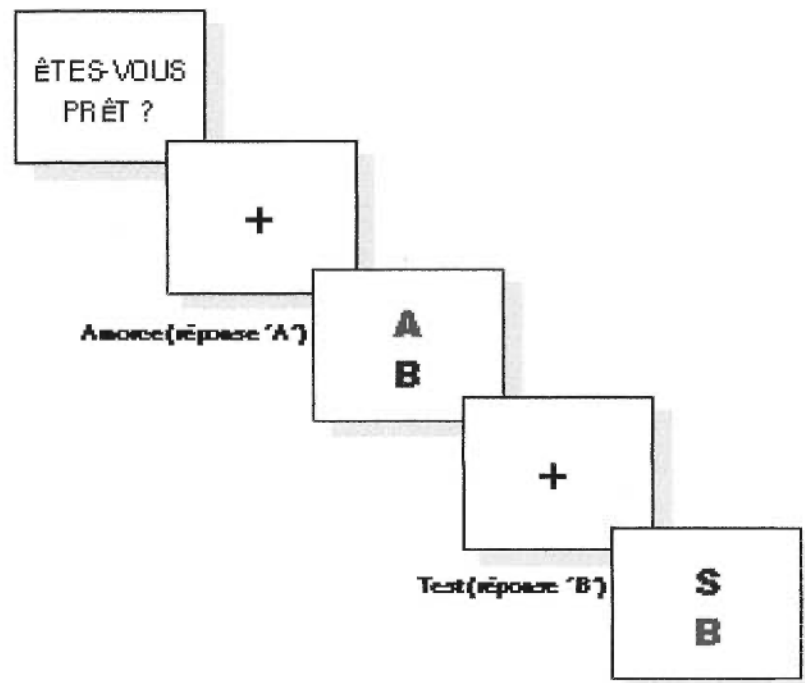 ÊTES-VOUS
PRÊT ?
+
Amorce (réponse 'A')
A
B
+
Test (réponse 'B')
S
B